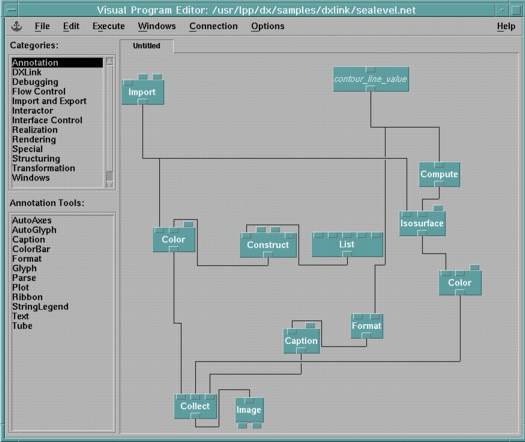 Visual Program Editor: /usr/lpp/dx/samples/dxlink/sealevel.net
File Edit Execute Windows Connection Options Help
Categories:
Annotation
DXLink
Debugging
Flow Control
Import and Export
Interactor
Interface Control
Realization
Rendering
Special
Structuring
Transformation
Windows
Annotation Tools:
AutoAxes
AutoGlyph
Caption
ColorBar
Format
Glyph
Parse
Plot
Ribbon
StringLegend
Text
Tube
Untitled
Import
contour_line_value
Compute
Isosurface
Color
Construct
List
Color
Format
Caption
Collect
Image